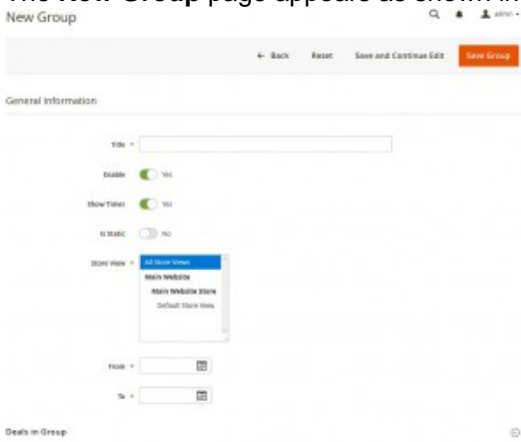 The New Group page appears as shown in
New Group
admin
← Back Reset Save and Continue Edit Save Group
General Information
Title *
Enable Yes
Show Timer Yes
Is Static No
Store View * All Store Views
Main Website
Main Website Store
Default Store View
From *
To *
Deals in Group